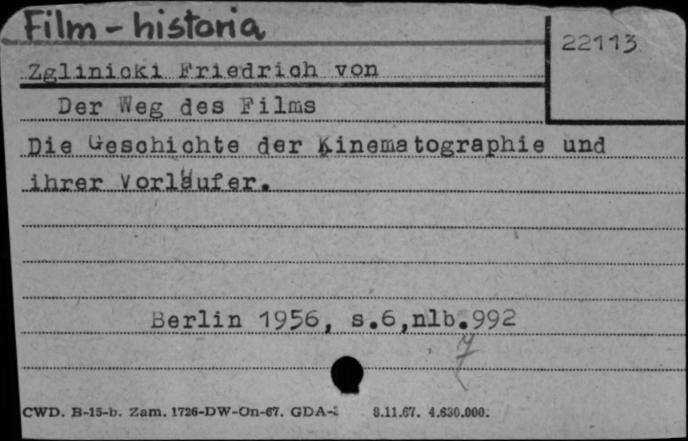 Film - historia
22113
Zglinicki Friedrich von
Der Weg des Films
Die Geschichte der Kinematographie und
ihrer Vorläufer.
Berlin 1956, s.6,nlb.992
7
CWD. B-15-b. Zam. 1726-DW-On-67. GDA- 8.11.67. 4.630.000.